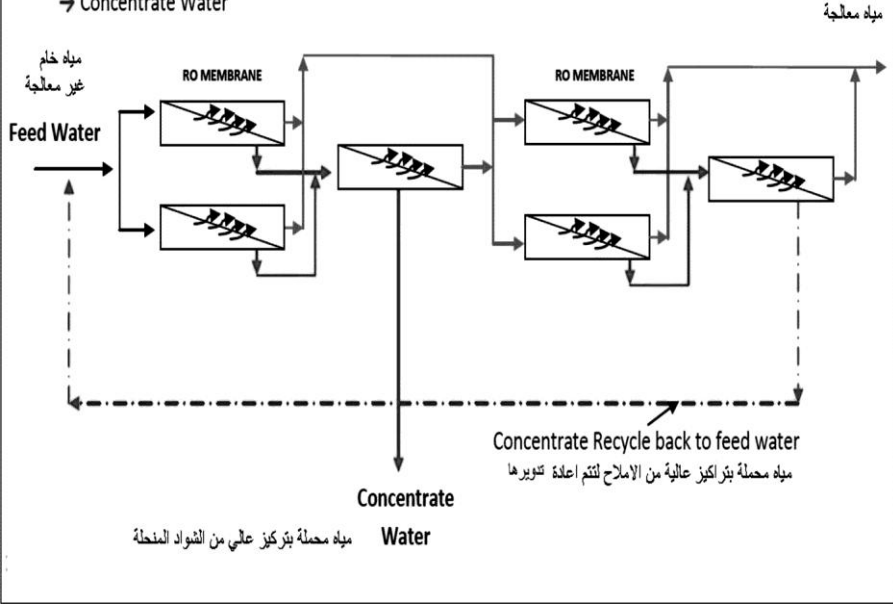 → Concentrate Water
مياه معالجة
مياه خام
غير معالجة
Feed Water
RO MEMBRANE
RO MEMBRANE
Concentrate Recycle back to feed water
مياه محملة بتراكيز عالية من الاملاح لتتم اعادة تدويرها
Concentrate
Water
مياه محملة بتركيز عالي من الشواد المنحلة